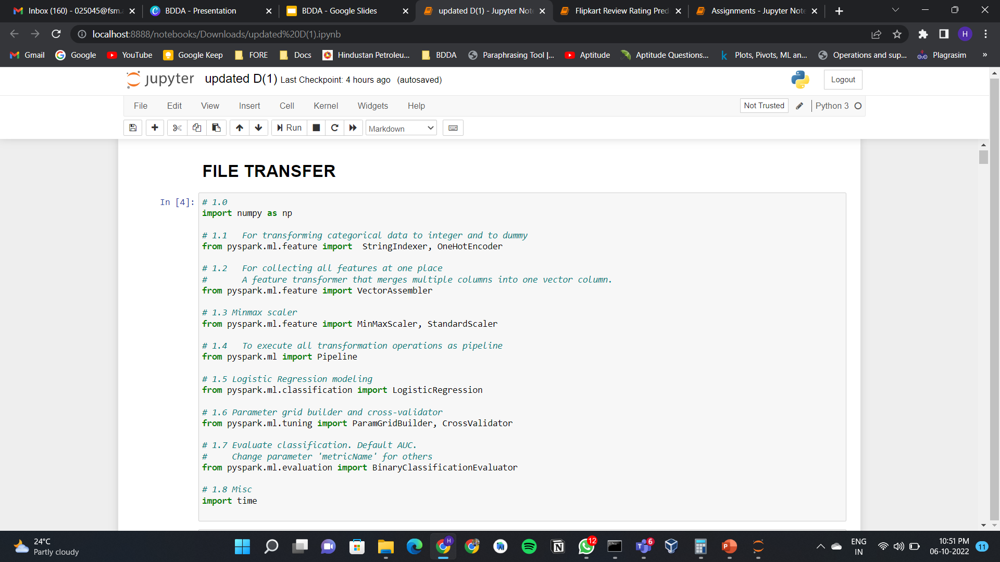 Inbox (160) - 025045@fsm.
BDDA - Presentation
BDDA - Google Slides
updated D(1) - Jupyter Note
Flipkart Review Rating Pred
Assignments - Jupyter Note
localhost:8888/notebooks/Downloads/updated%20D(1).ipynb
H
Gmail
Google
YouTube
Google Keep
FORE
Docs
Hindustan Petroleu...
BDDA
Paraphrasing Tool |...
Aptitude
Aptitude Questions...
k
Plots, Pivots, ML an...
Operations and sup...
Plagrasim
»
jupyter updated D(1) Last Checkpoint: 4 hours ago (autosaved)
Logout
File Edit View Insert Cell Kernel Widgets Help
Not Trusted
Python 3
Run
Markdown
FILE TRANSFER
In [4]:
# 1.0
import numpy as np
# 1.1   For transforming categorical data to integer and to dummy
from pyspark.ml.feature import  StringIndexer, OneHotEncoder
# 1.2   For collecting all features at one place
#       A feature transformer that merges multiple columns into one vector column.
from pyspark.ml.feature import VectorAssembler
# 1.3 Minmax scaler
from pyspark.ml.feature import MinMaxScaler, StandardScaler
# 1.4   To execute all transformation operations as pipeline
from pyspark.ml import Pipeline
# 1.5 Logistic Regression modeling
from pyspark.ml.classification import LogisticRegression
# 1.6 Parameter grid builder and cross-validator
from pyspark.ml.tuning import ParamGridBuilder, CrossValidator
# 1.7 Evaluate classification. Default AUC.
#     Change parameter 'metricName' for others
from pyspark.ml.evaluation import BinaryClassificationEvaluator
# 1.8 Misc
import time
24°C
Partly cloudy
H
12
6
ENG
IN
10:51 PM
06-10-2022
11